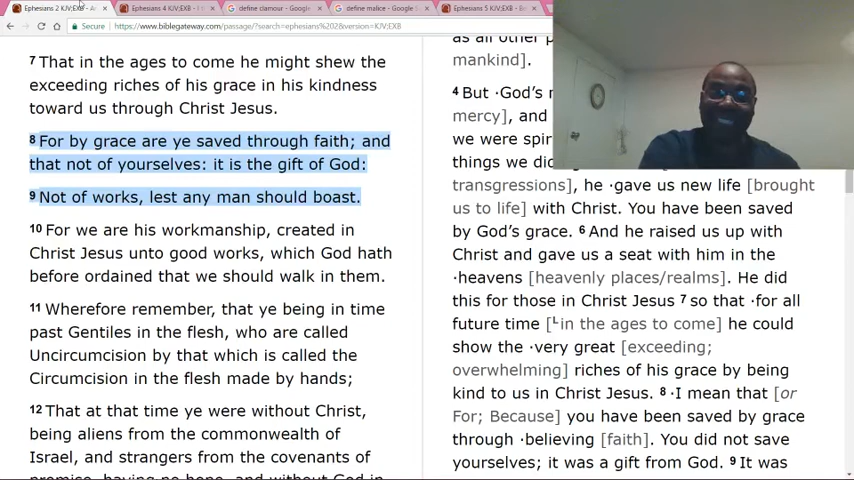 Ephesians 2 KJV;EXB
Ephesians 4 KJV;EXB
define clamour - Google
define malice - Google
Ephesians 5 KJV;EXB
Secure
https://www.biblegateway.com/passage/?search=ephesians%202&version=KJV;EXB
7 That in the ages to come he might shew the
exceeding riches of his grace in his kindness
toward us through Christ Jesus.
8 For by grace are ye saved through faith; and
that not of yourselves: it is the gift of God:
9 Not of works, lest any man should boast.
10 For we are his workmanship, created in
Christ Jesus unto good works, which God hath
before ordained that we should walk in them.
11 Wherefore remember, that ye being in time
past Gentiles in the flesh, who are called
Uncircumcision by that which is called the
Circumcision in the flesh made by hands;
12 That at that time ye were without Christ,
being aliens from the commonwealth of
Israel, and strangers from the covenants of
promise, having no hope, and without God in
as all other
mankind].
4 But ·God's
mercy], and
we were
things we
transgressions], he ·gave us new life [brought
us to life] with Christ. You have been saved
by God's grace. 6 And he raised us up with
Christ and gave us a seat with him in the
·heavens [heavenly places/realms]. He did
this for those in Christ Jesus 7 so that ·for all
future time [Lin the ages to come] he could
show the ·very great [exceeding;
overwhelming] riches of his grace by being
kind to us in Christ Jesus. 8 ·I mean that [or
For; Because] you have been saved by grace
through ·believing [faith]. You did not save
yourselves; it was a gift from God. 9 It was